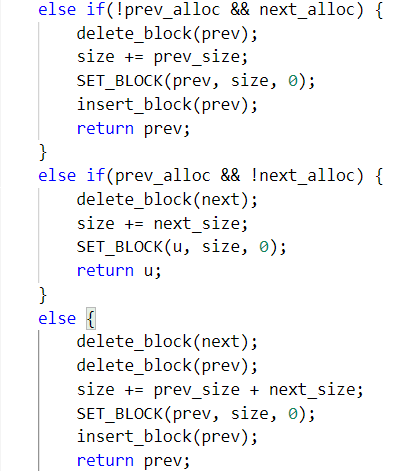 else if(!prev_alloc && next_alloc) {
    delete_block(prev);
    size += prev_size;
    SET_BLOCK(prev, size, 0);
    insert_block(prev);
    return prev;
}
else if(prev_alloc && !next_alloc) {
    delete_block(next);
    size += next_size;
    SET_BLOCK(u, size, 0);
    return u;
}
else {
    delete_block(next);
    delete_block(prev);
    size += prev_size + next_size;
    SET_BLOCK(prev, size, 0);
    insert_block(prev);
    return prev;